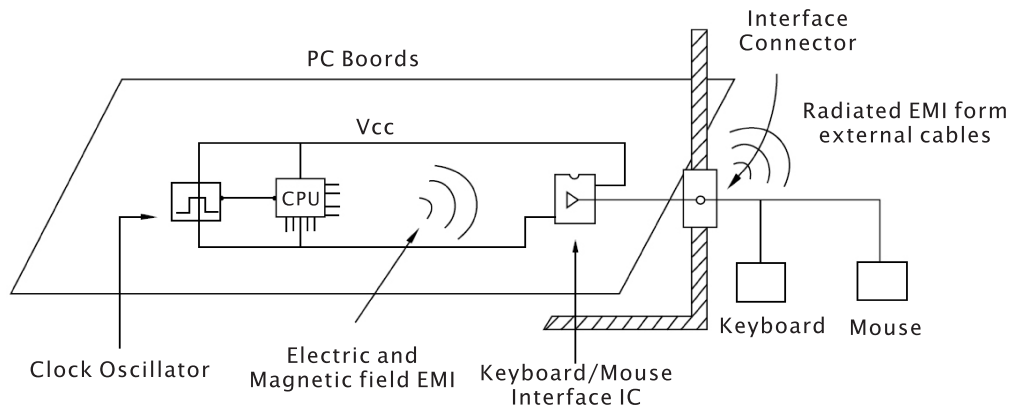 Interface
Connector
PC Boords
Radiated EMI form
external cables
Vcc
CPU
Keyboard
Mouse
Clock Oscillator
Electric and
Magnetic field EMI
Keyboard/Mouse
Interface IC